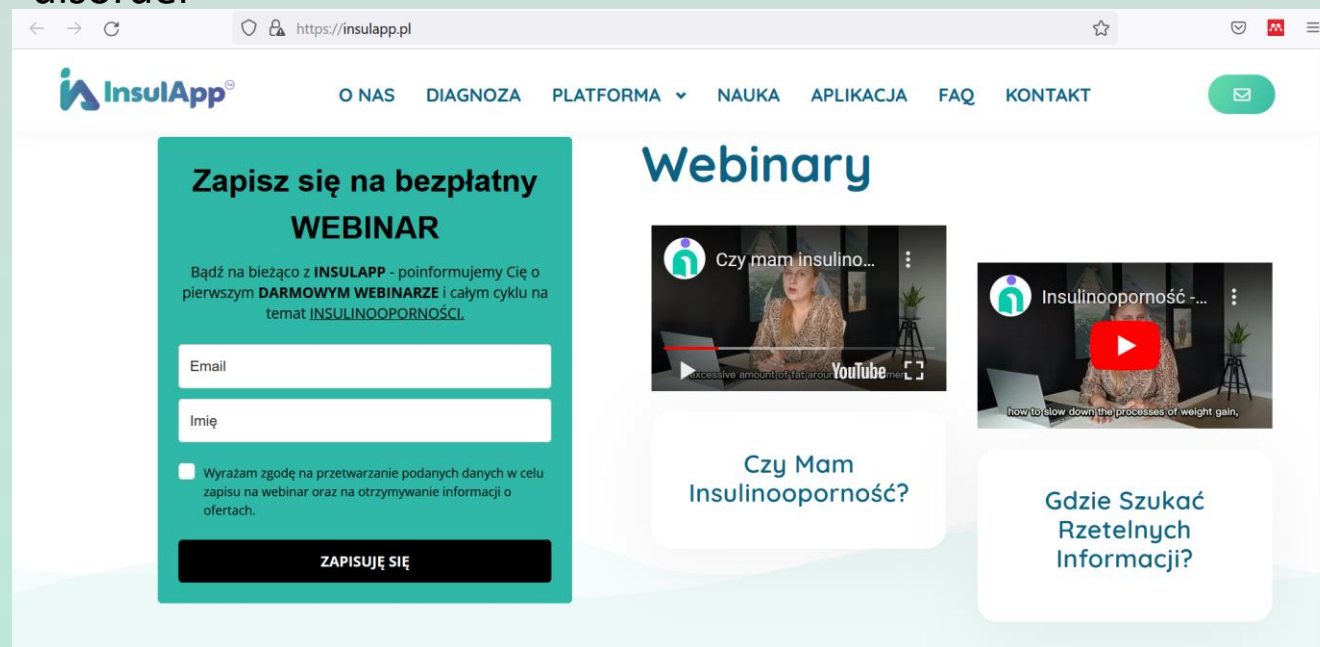 https://insulapp.pl
InsulApp
O NAS DIAGNOZA PLATFORMA NAUKA APLIKACJA FAQ KONTAKT
Zapisz się na bezpłatny
WEBINAR
Bądź na bieżąco z INSULAPP - poinformujemy Cię o
pierwszym DARMOWYM WEBINARZE i całym cyklu na
temat INSULINOOPORNOŚCI.
Email
Imię
Wyrażam zgodę na przetwarzanie podanych danych w celu
zapisu na webinar oraz na otrzymywanie informacji o
ofertach.
ZAPISUJĘ SIĘ
Webinary
Czy mam insulino...
excessive amount of fat
YouTube
Czy Mam
Insulinooporność?
Insulinooporność -...
how to slow down the processes of weight gain,
Gdzie Szukać
Rzetelnych
Informacji?